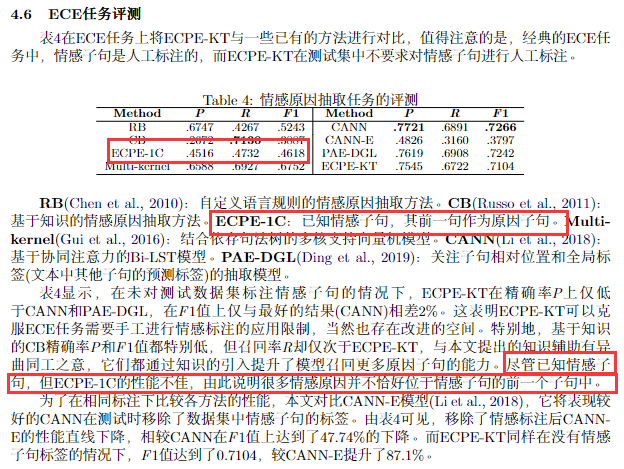 4.6 ECE任务评测
表4在ECE任务上将ECPE-KT与一些已有的方法进行对比，值得注意的是，经典的ECE任
务中，情感子句是人工标注的，而ECPE-KT在测试集中不要求对情感子句进行人工标注。
Table 4: 情感原因抽取任务的评测
Method P R F1 Method P R F1
RB .6747 .4267 .5243 CANN .7721 .6891 .7266
CB .2672 .7130 .3887 CANN-E .4826 .3160 .3797
ECPE-1C .4516 .4732 .4618 PAE-DGL .7619 .6908 .7242
Multi-kernel .6588 .6927 .6752 ECPE-KT .7545 .6722 .7104
RB(Chen et al., 2010)：自定义语言规则的情感原因抽取方法。CB(Russo et al., 2011)：
基于知识的情感原因抽取方法。ECPE-1C：已知情感子句，其前一句作为原因子句。Multi-
kernel(Gui et al., 2016)：结合依存句法树的多核支持向量机模型。CANN(Li et al., 2018)：
基于协同注意力的Bi-LST模型。PAE-DGL(Ding et al., 2019)：关注子句相对位置和全局标
签(文本中其他子句的预测标签)的抽取模型。
表4显示，在未对测试数据集标注情感子句的情况下，ECPE-KT在精确率P上仅低
于CANN和PAE-DGL，在F1值上仅与最好的结果(CANN)相差2%。这表明ECPE-KT可以克
服ECE任务需要手工进行情感标注的应用限制，当然也存在改进的空间。特别地，基于知识
的CB精确率P和F1值都特别低，但召回率R却仅次于ECPE-KT，与本文提出的知识辅助有异
曲同工之意，它们都通过知识的引入提升了模型召回更多原因子句的能力。尽管已知情感子
句，但ECPE-1C的性能不佳，由此说明很多情感原因并不恰好位于情感子句的前一个子句中。
为了在相同标注下比较各方法的性能，本文对比CANN-E模型(Li et al., 2018)，它将表现较
好的CANN在测试时移除了数据集中情感子句的标签。由表4可见，移除了情感标注后CANN-
E的性能直线下降，相较CANN在F1值上达到了47.74%的下降。而ECPE-KT同样在没有情感
子句标签的情况下，F1值达到了0.7104，较CANN-E提升了87.1%。